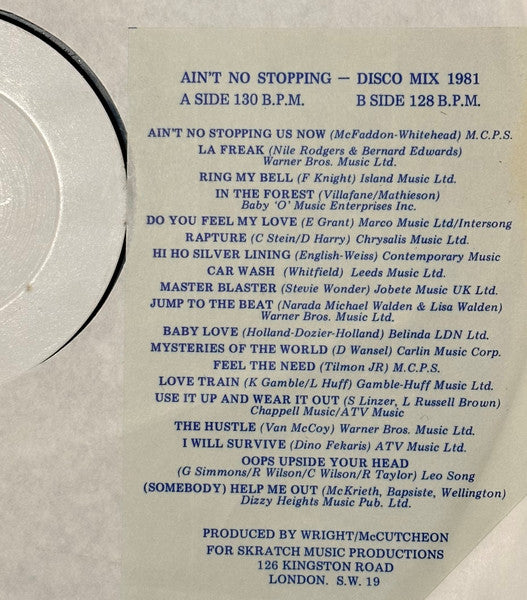 AIN'T NO STOPPING — DISCO MIX 1981
A SIDE 130 B.P.M. B SIDE 128 B.P.M.
AIN'T NO STOPPING US NOW (McFaddon-Whitehead) M.C.P.S.
LA FREAK (Nile Rodgers & Bernard Edwards)
Warner Bros. Music Ltd.
RING MY BELL (F Knight) Island Music Ltd.
IN THE FOREST (Villafane/Mathieson)
Baby 'O' Music Enterprises Inc.
DO YOU FEEL MY LOVE (E Grant) Marco Music Ltd/Intersong
RAPTURE (C Stein/D Harry) Chrysalis Music Ltd.
HI HO SILVER LINING (English-Weiss) Contemporary Music
CAR WASH (Whitfield) Leeds Music Ltd.
MASTER BLASTER (Stevie Wonder) Jobete Music UK Ltd.
JUMP TO THE BEAT (Narada Michael Walden & Lisa Walden)
Warner Bros. Music Ltd.
BABY LOVE (Holland-Dozier-Holland) Belinda LDN Ltd.
MYSTERIES OF THE WORLD (D Wansel) Carlin Music Corp.
FEEL THE NEED (Tilmon JR) M.C.P.S.
LOVE TRAIN (K Gamble/L Huff) Gamble-Huff Music Ltd.
USE IT UP AND WEAR IT OUT (S Linzer, L Russell Brown)
Chappell Music/ATV Music
THE HUSTLE (Van McCoy) Warner Bros. Music Ltd.
I WILL SURVIVE (Dino Fekaris) ATV Music Ltd.
OOPS UPSIDE YOUR HEAD
(G Simmons/R Wilson/C Wilson/R Taylor) Leo Song
(SOMEBODY) HELP ME OUT (McKrieth, Bapsiste, Wellington)
Dizzy Heights Music Pub. Ltd.
PRODUCED BY WRIGHT/McCUTCHEON
FOR SKRATCH MUSIC PRODUCTIONS
126 KINGSTON ROAD
LONDON. S.W. 19